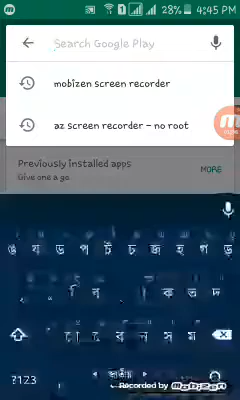 28% 4:45 PM
Search Google Play
mobizen screen recorder
az screen recorder - no root
Previously installed apps
MORE
Give one a go
য ড প ট চ জ হ গ ড়
ি ব া ক ত দ
র ন স ম
?123
জাতীয়
Recorded by mobizen